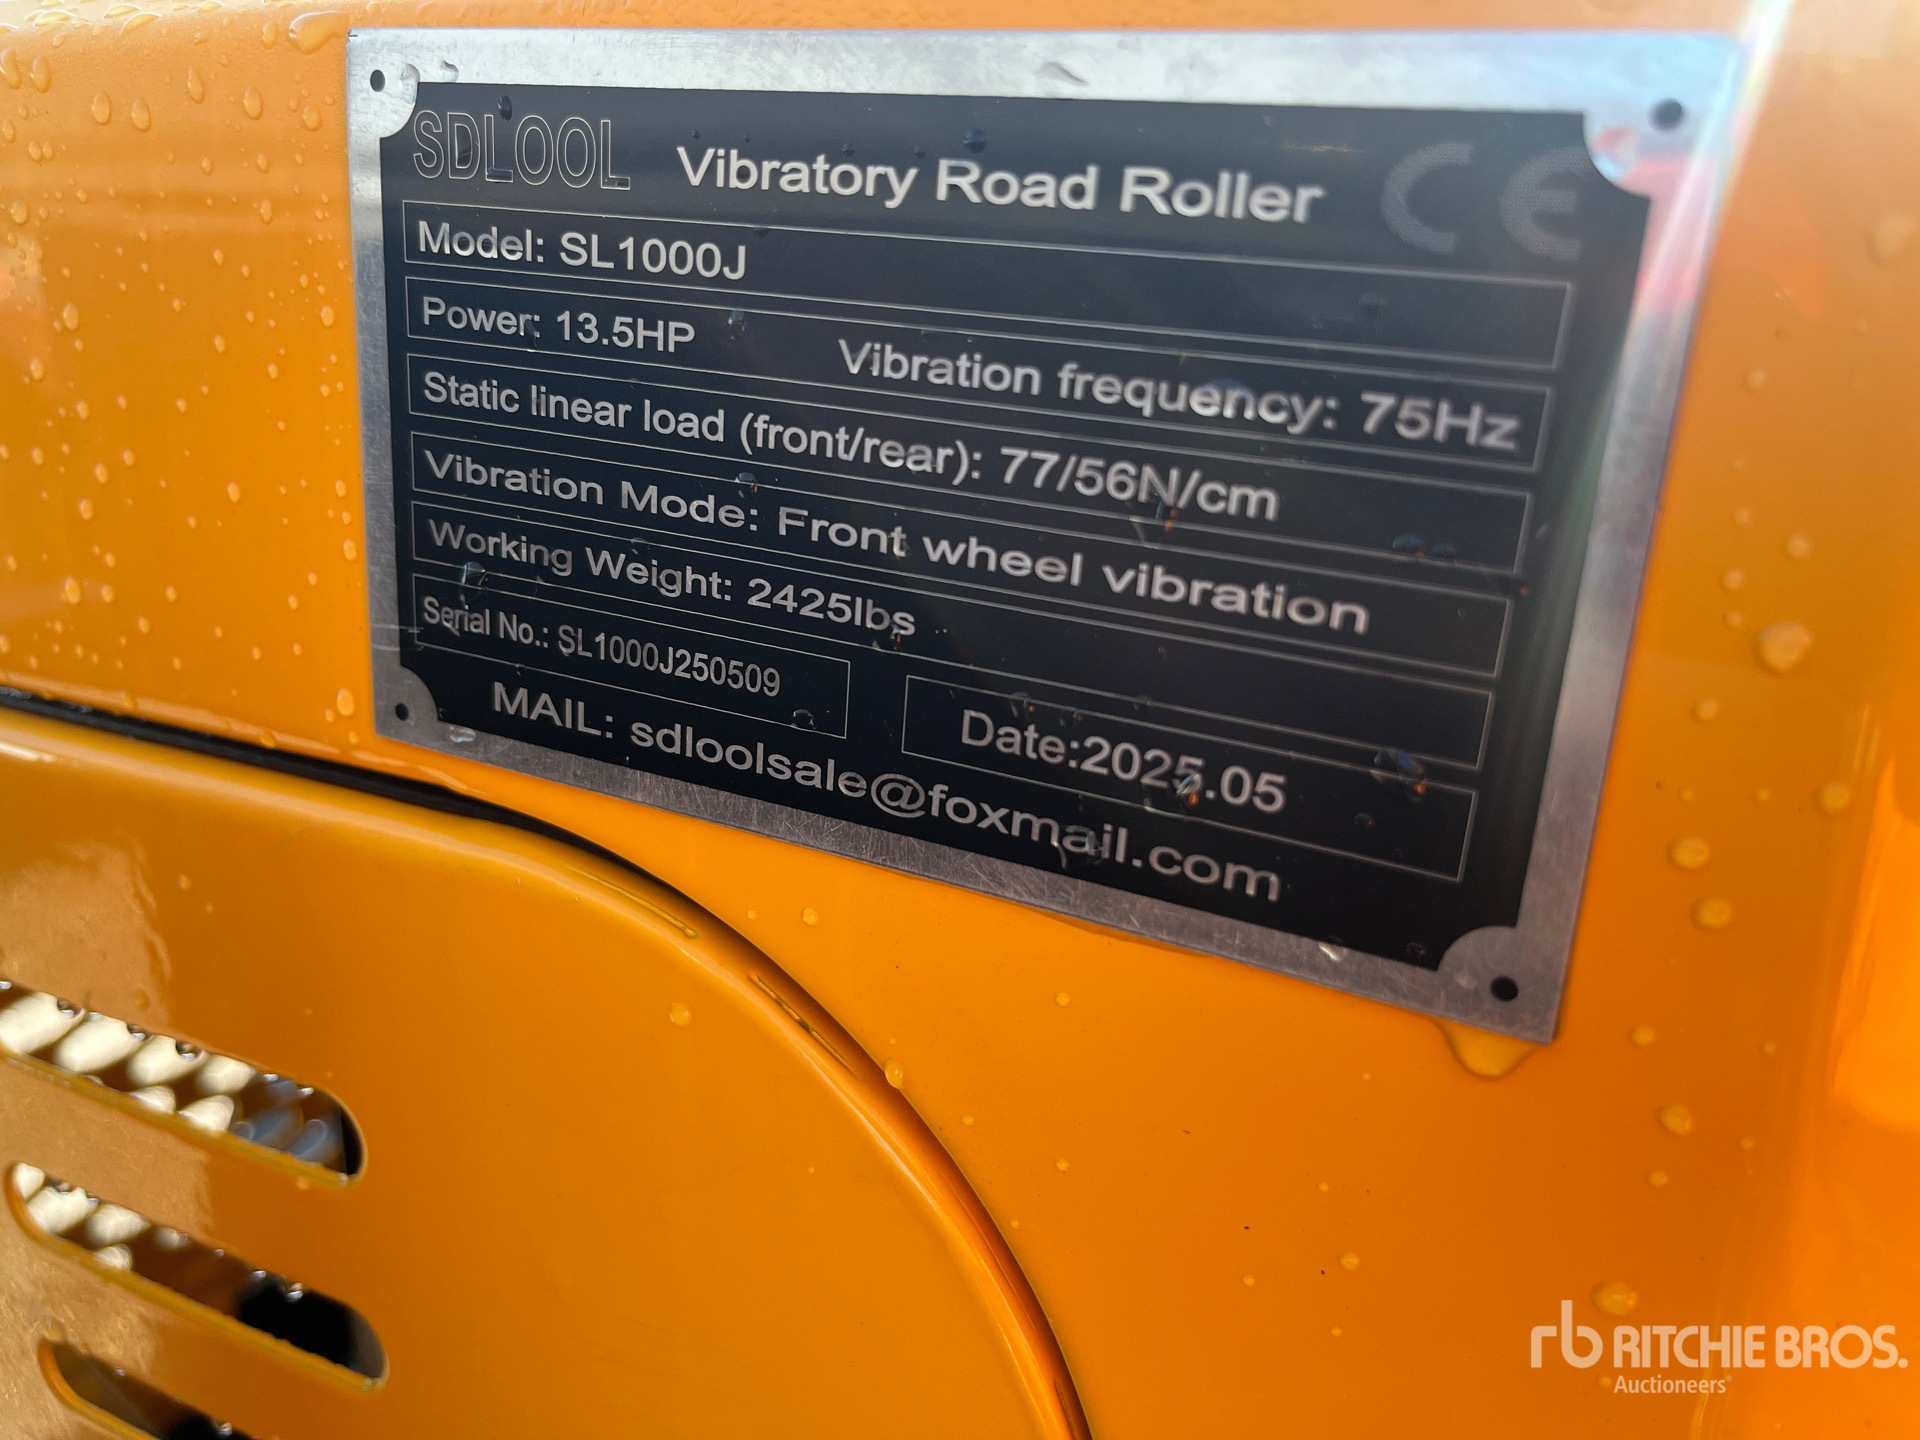 SDLOOL Vibratory Road Roller CE
Model: SL1000J
Power: 13.5HP Vibration frequency: 75Hz
Static linear load (front/rear): 77/56N/cm
Vibration Mode: Front wheel vibration
Working Weight: 2425lbs
Serial No.: SL1000J250509 Date:2025.05
MAIL: sdloolsale@foxmail.com
rb RITCHIE BROS.
Auctioneers